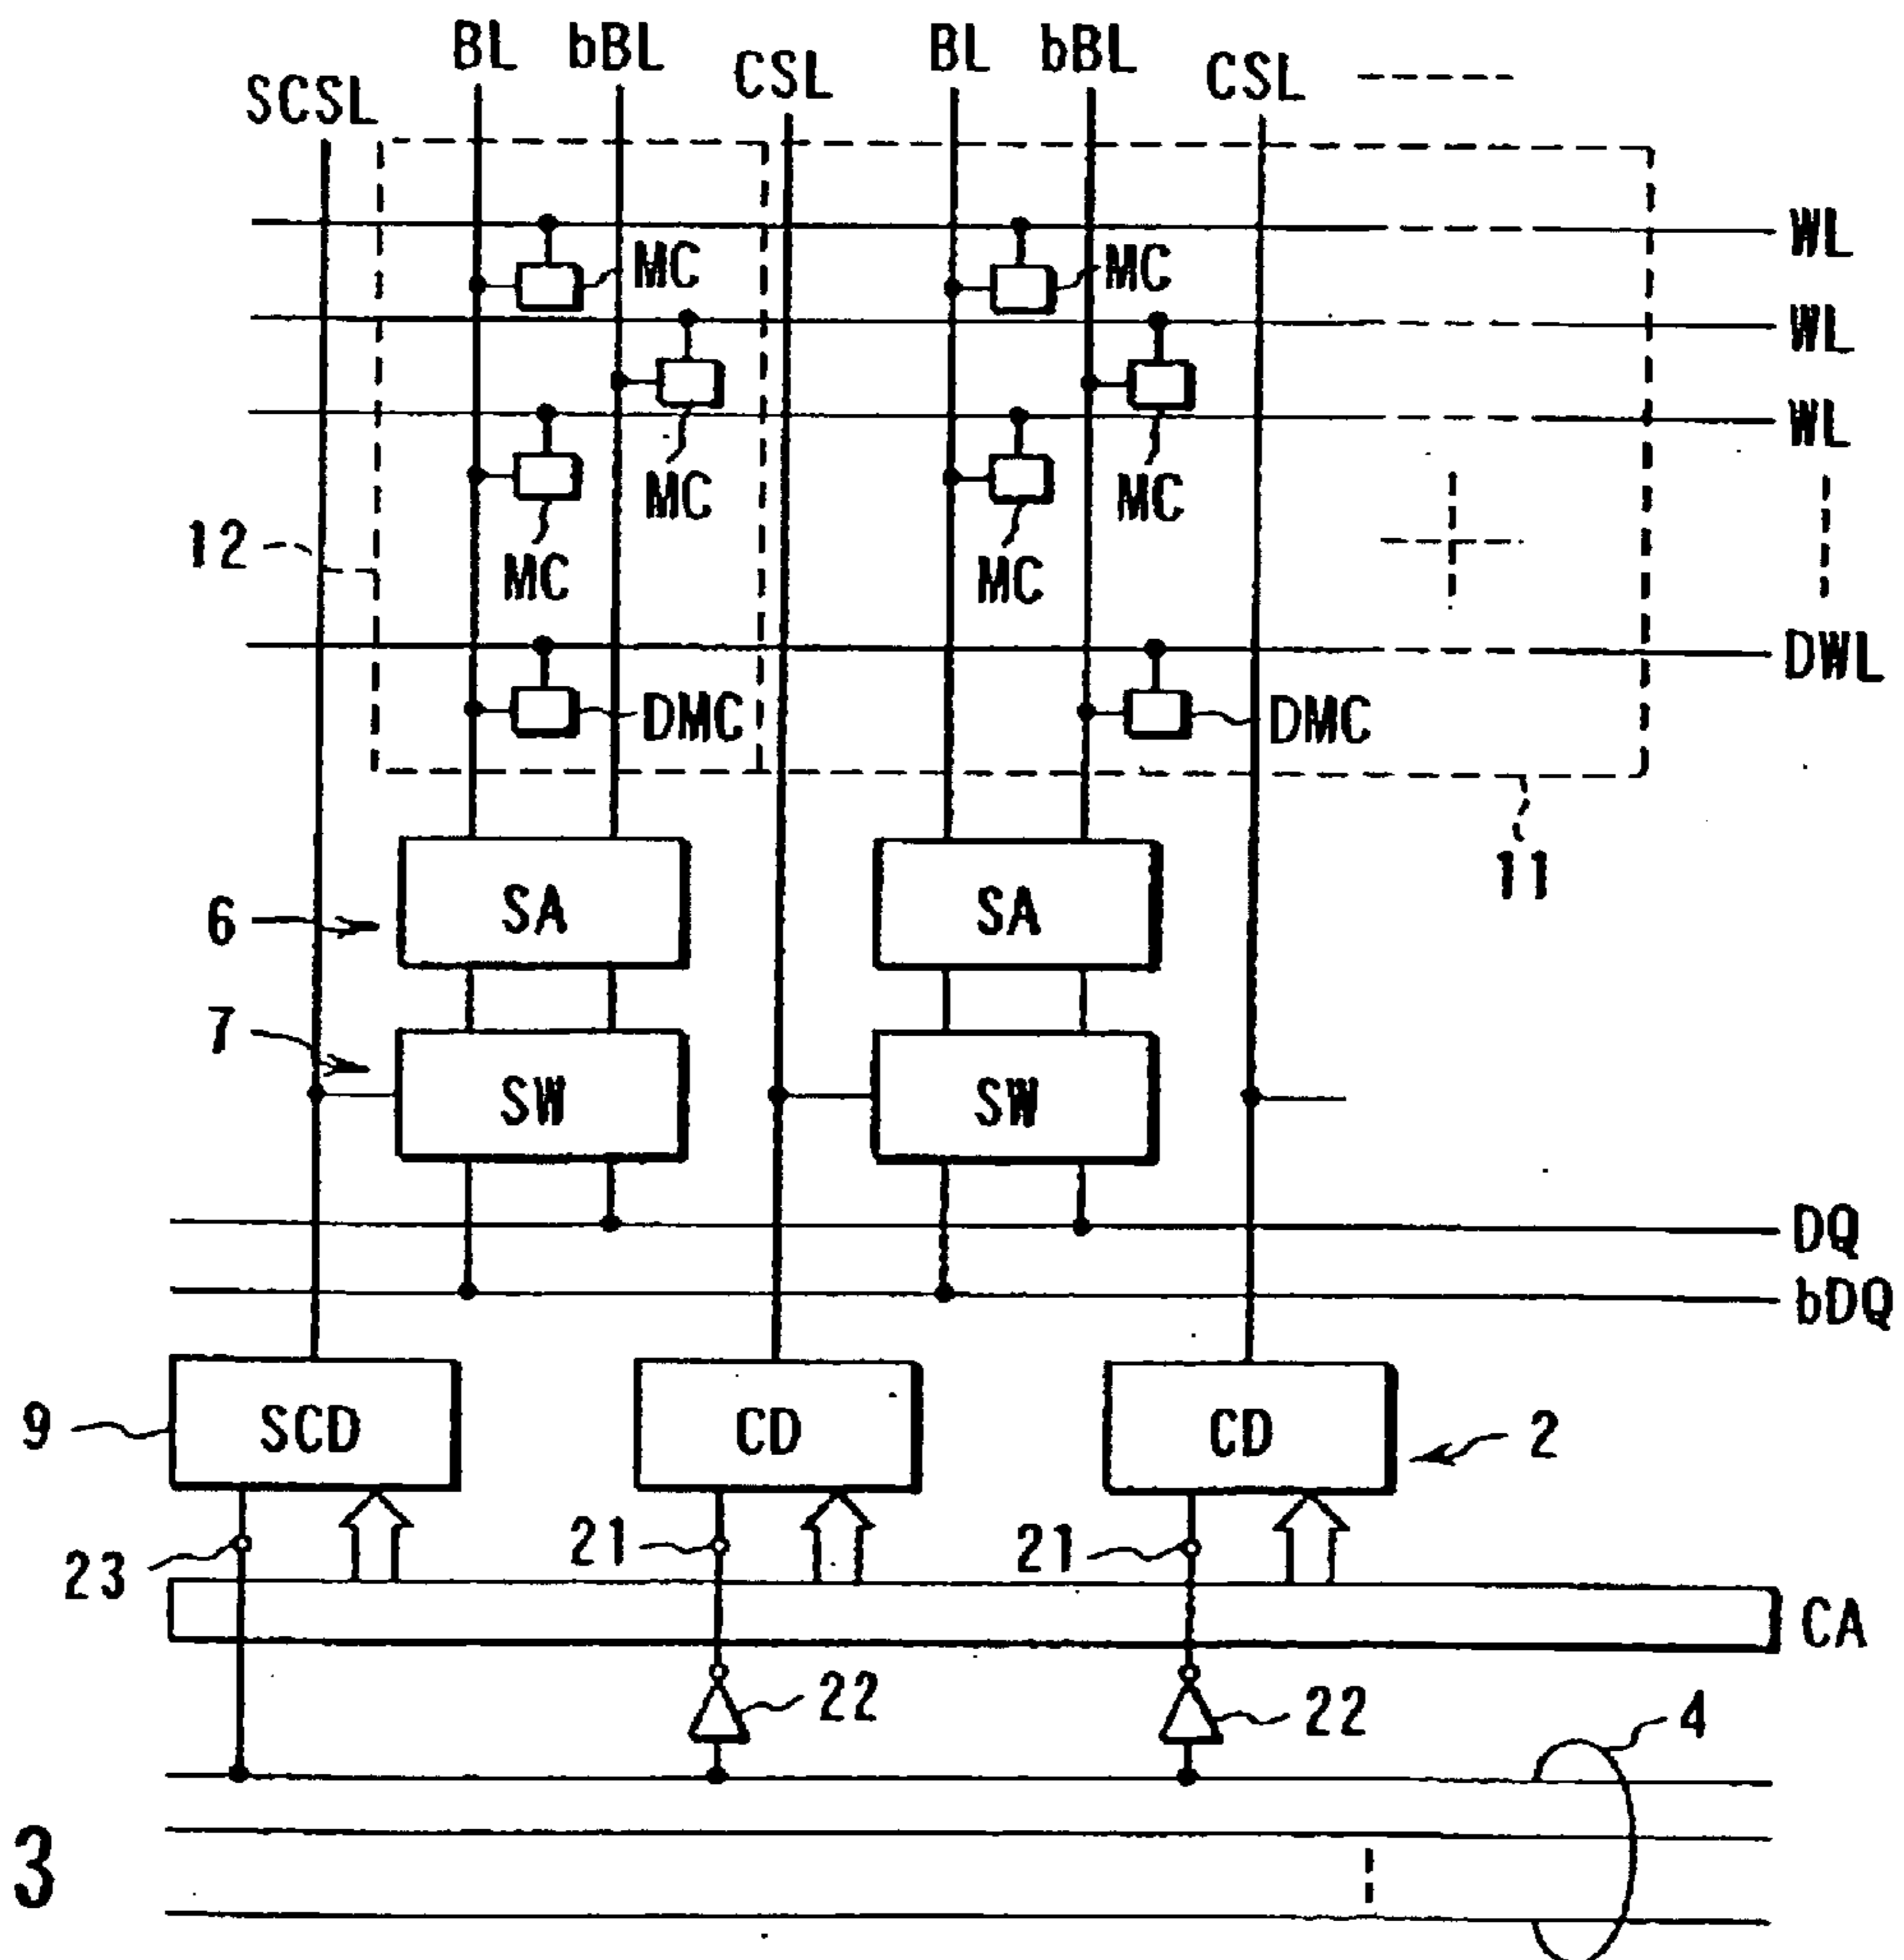 SCSL BL bBL CSL BL bBL CSL
WL
MC MC
WL
WL
MC MC
12 MC MC
DWL
DMC DMC
11
6 SA SA
7
SW SW
DQ
bDQ
9 SCD CD CD 2
23 21 21
CA
22 22
4
3